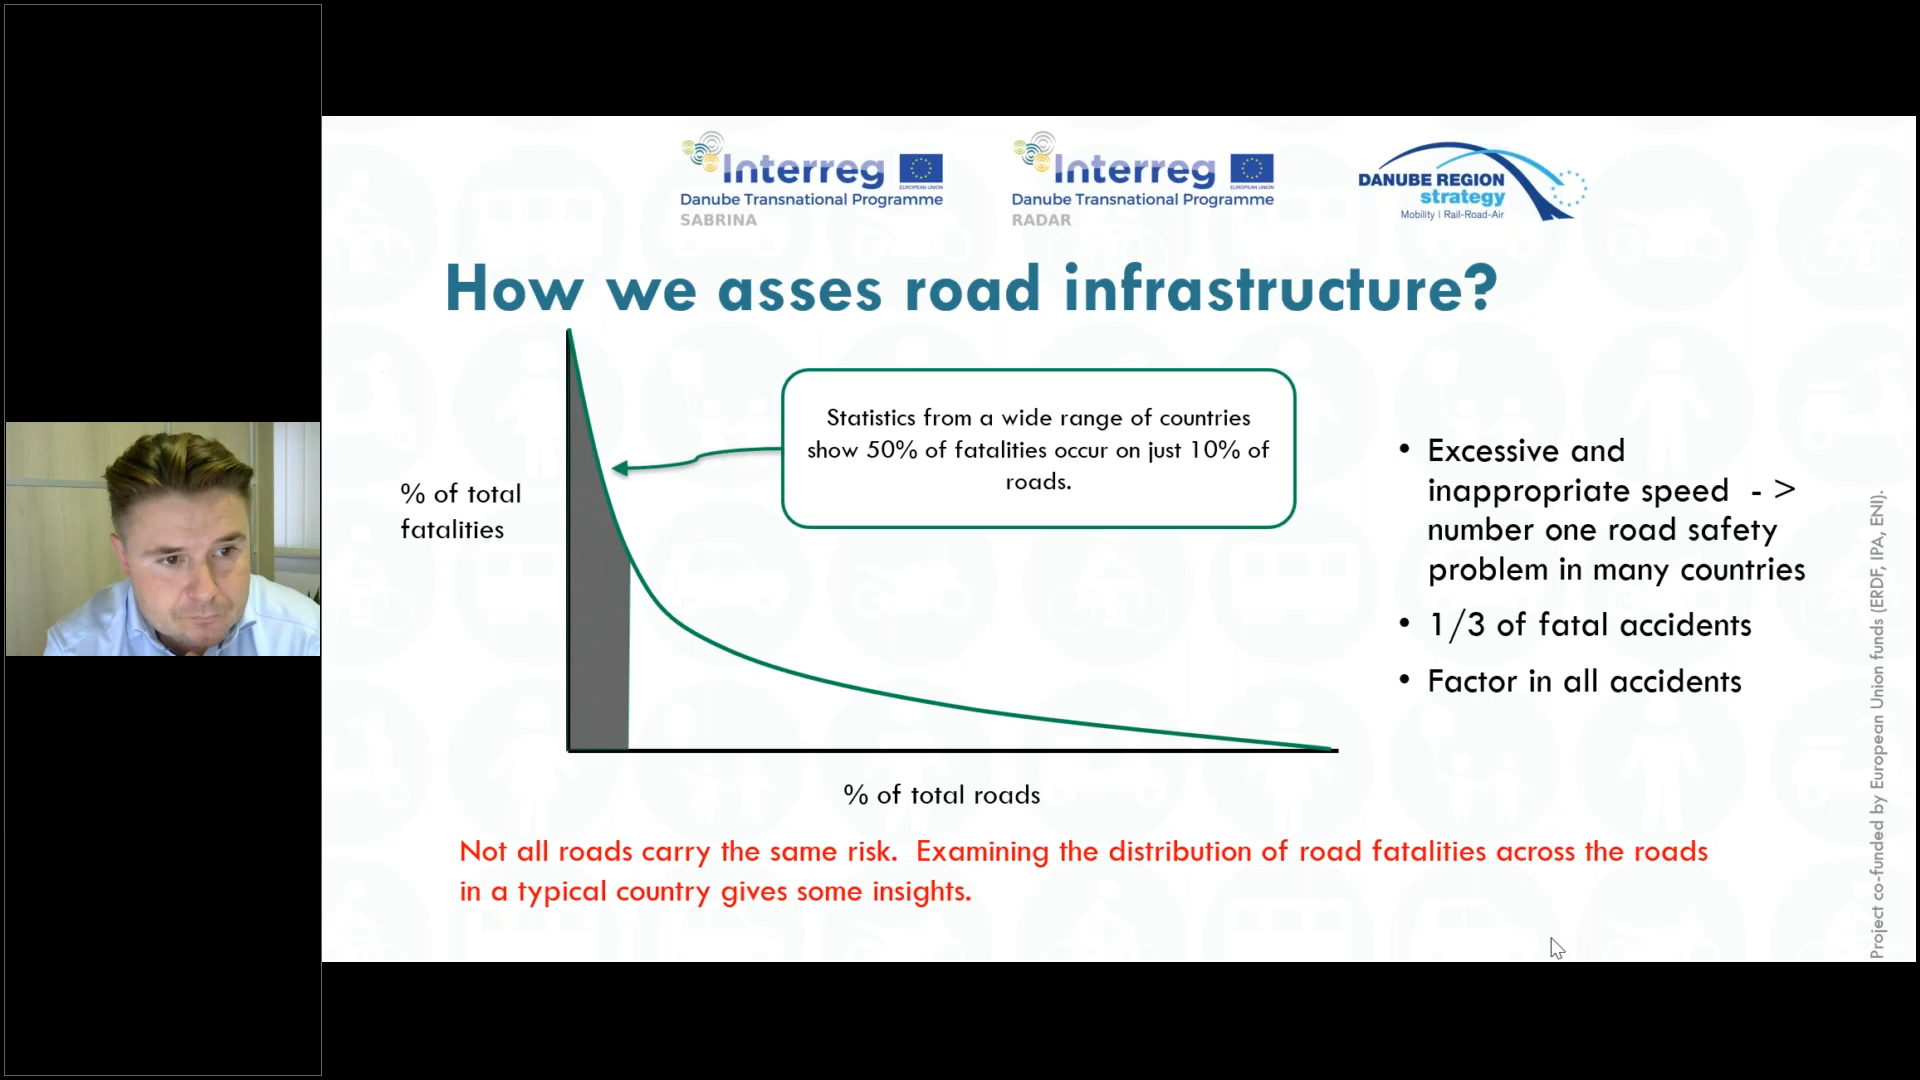 Interreg
EUROPEAN UNION
Danube Transnational Programme
SABRINA
Interreg
EUROPEAN UNION
Danube Transnational Programme
RADAR
DANUBE REGION
strategy
Mobility | Rail-Road-Air
How we asses road infrastructure?
Statistics from a wide range of countries
show 50% of fatalities occur on just 10% of
roads.
% of total
fatalities
% of total roads
• Excessive and
inappropriate speed - >
number one road safety
problem in many countries
• 1/3 of fatal accidents
• Factor in all accidents
Not all roads carry the same risk. Examining the distribution of road fatalities across the roads
in a typical country gives some insights.
Project co-funded by European Union funds (ERDF, IPA, ENI).